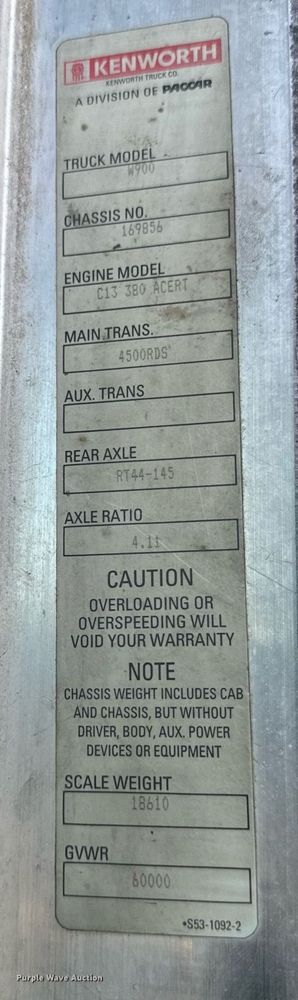 KENWORTH
KENWORTH TRUCK CO.
A DIVISION OF PACCAR
TRUCK MODEL
W900
CHASSIS NO.
169856
ENGINE MODEL
C13 380 ACERT
MAIN TRANS.
4500RDS
AUX. TRANS
REAR AXLE
RT44-145
AXLE RATIO
4.11
CAUTION
OVERLOADING OR
OVERSPEEDING WILL
VOID YOUR WARRANTY
NOTE
CHASSIS WEIGHT INCLUDES CAB
AND CHASSIS, BUT WITHOUT
DRIVER, BODY, AUX. POWER
DEVICES OR EQUIPMENT
SCALE WEIGHT
18610
GVWR
60000
•S53-1092-2
Purple Wave Auction